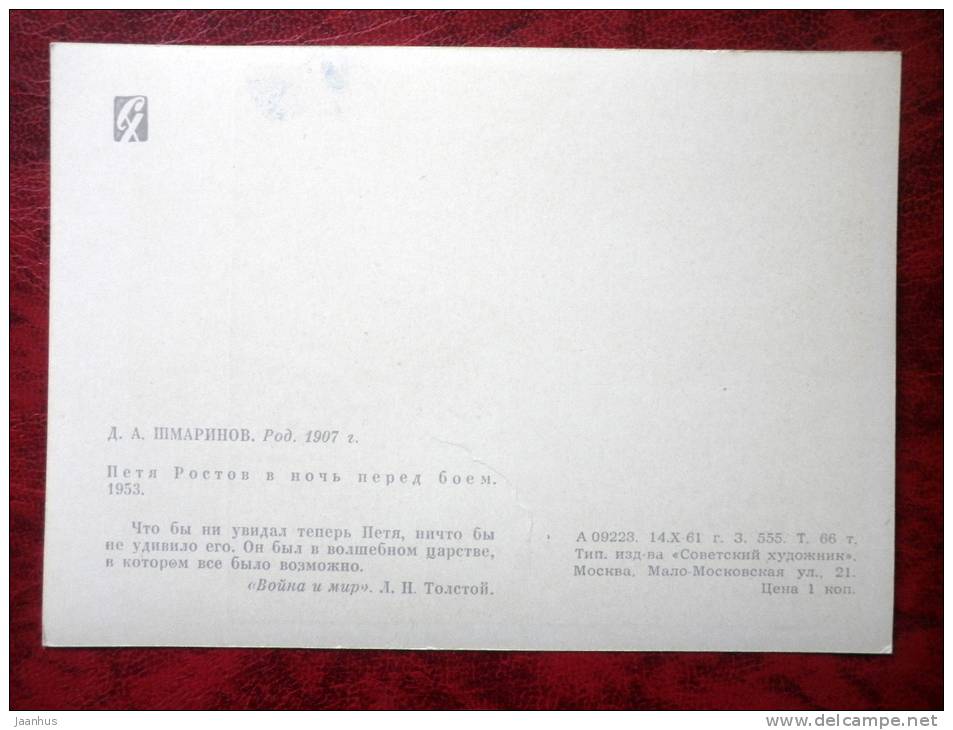 СХ
Д. А. ШМАРИНОВ. Род. 1907 г.
Петя Ростов в ночь перед боем.
1953.
Что бы ни увидал теперь Петя, ничто бы
не удивило его. Он был в волшебном царстве,
в котором все было возможно.
«Война и мир». Л. Н. Толстой.
А 09223. 14.X-61 г. З. 555. Т. 66 т.
Тип. изд-ва «Советский художник».
Москва, Мало-Московская ул., 21.
Цена 1 коп.
Jaanhus
www.delcampe.net